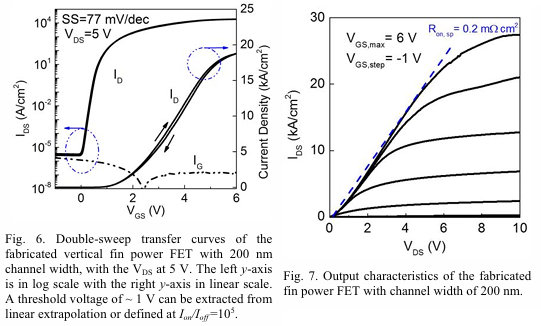 SS=77 mV/dec
V_DS=5 V
I_D
I_D
I_G
10^4
10^1
10^-2
10^-5
10^-8
I_DS (A/cm²)
25
20
15
10
5
0
Current Density (kA/cm²)
0 2 4 6
V_GS (V)
Fig. 6. Double-sweep transfer curves of the
fabricated vertical fin power FET with 200 nm
channel width, with the V_DS at 5 V. The left y-axis
is in log scale with the right y-axis in linear scale.
A threshold voltage of ~ 1 V can be extracted from
linear extrapolation or defined at I_on/I_off=10^5.
R_on, sp = 0.2 mΩ cm²
V_GS,max = 6 V
V_GS,step = -1 V
30
20
10
0
I_DS (kA/cm²)
0 2 4 6 8 10
V_DS (V)
Fig. 7. Output characteristics of the fabricated
fin power FET with channel width of 200 nm.